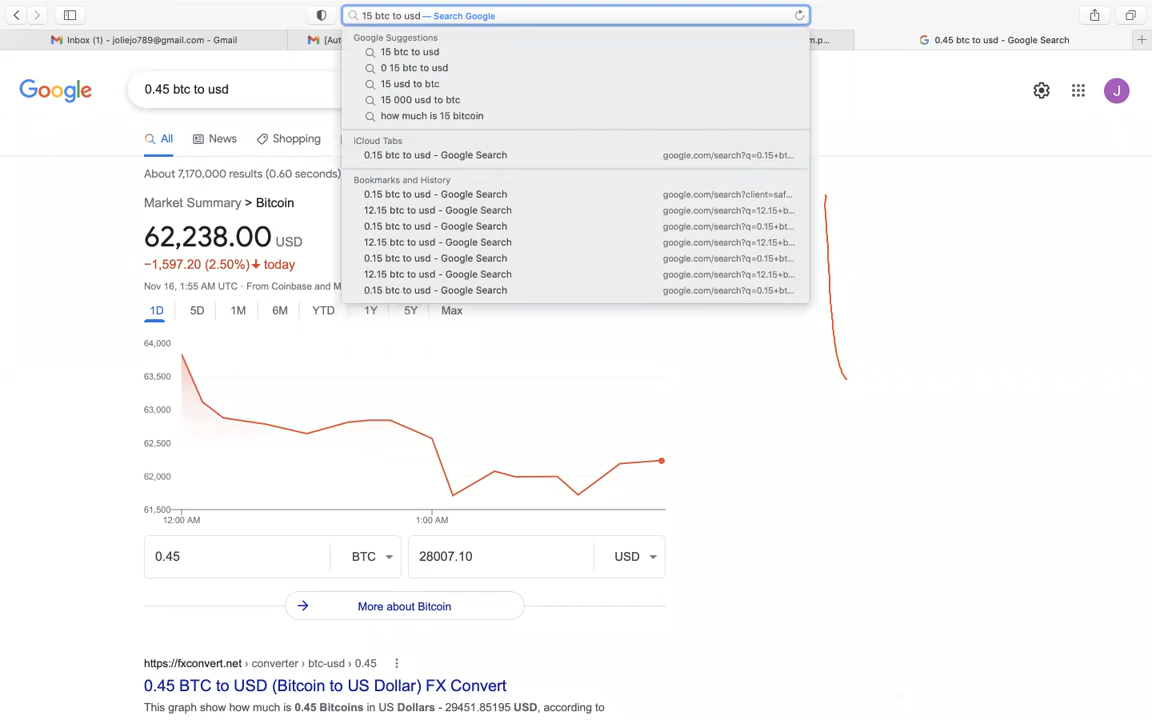 15 btc to usd — Search Google
Inbox (1) - joliejo789@gmail.com - Gmail
[Aut
m.p...
0.45 btc to usd - Google Search
Google Suggestions
15 btc to usd
0 15 btc to usd
15 usd to btc
15 000 usd to btc
how much is 15 bitcoin
iCloud Tabs
0.15 btc to usd - Google Search google.com/search?q=0.15+bt...
Bookmarks and History
0.15 btc to usd - Google Search google.com/search?client=saf...
12.15 btc to usd - Google Search google.com/search?q=12.15+b...
0.15 btc to usd - Google Search google.com/search?q=0.15+bt...
12.15 btc to usd - Google Search google.com/search?q=12.15+b...
0.15 btc to usd - Google Search google.com/search?q=0.15+bt...
12.15 btc to usd - Google Search google.com/search?q=12.15+b...
0.15 btc to usd - Google Search google.com/search?q=0.15+bt...
Google
0.45 btc to usd
J
All News Shopping
About 7,170,000 results (0.60 seconds)
Market Summary > Bitcoin
62,238.00 USD
−1,597.20 (2.50%) today
Nov 16, 1:55 AM UTC · From Coinbase and M
1D 5D 1M 6M YTD 1Y 5Y Max
64,000
63,500
63,000
62,500
62,000
61,500
12:00 AM 1:00 AM
0.45 BTC 28007.10 USD
More about Bitcoin
https://fxconvert.net › converter › btc-usd › 0.45
0.45 BTC to USD (Bitcoin to US Dollar) FX Convert
This graph show how much is 0.45 Bitcoins in US Dollars - 29451.85195 USD, according to